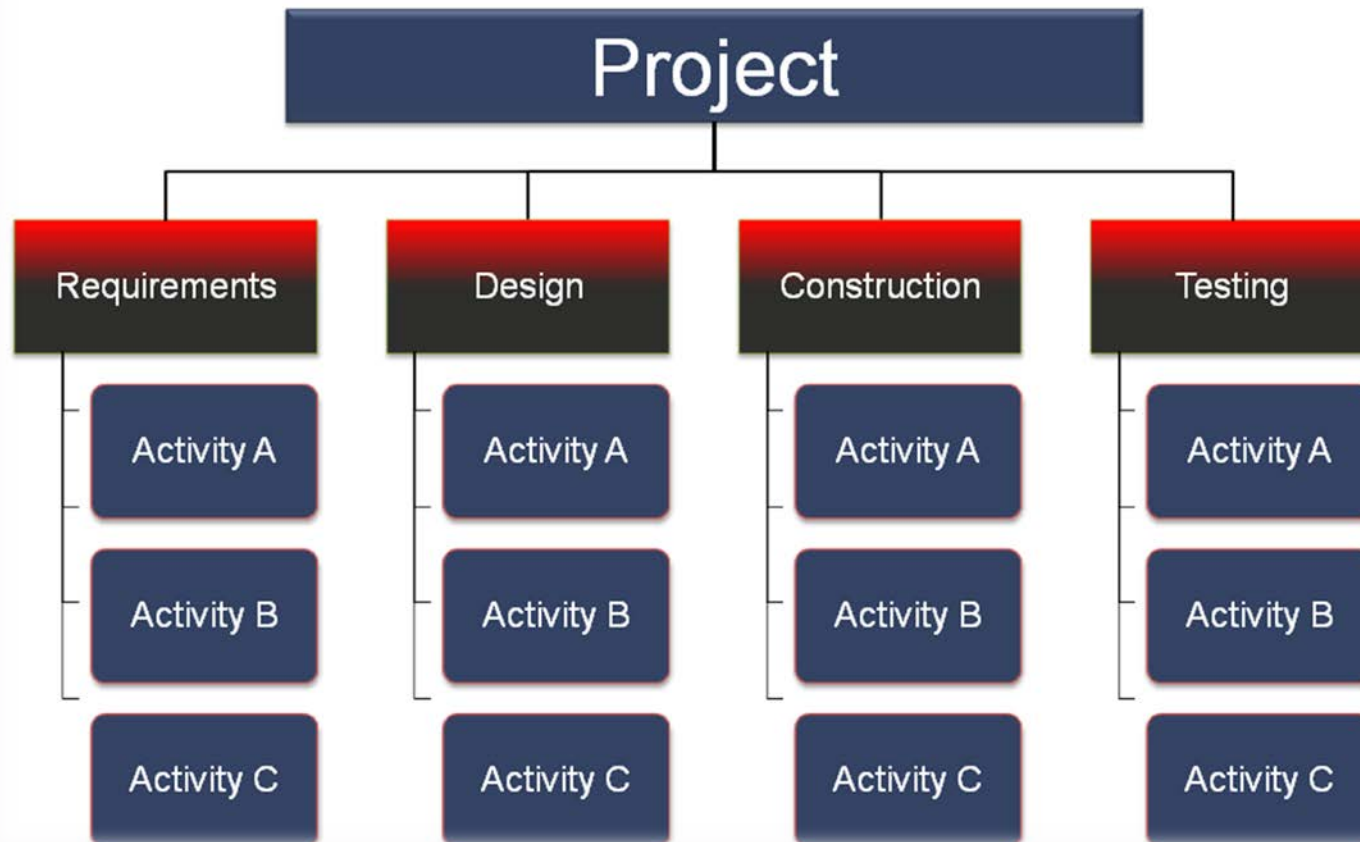 Project
Requirements
Design
Construction
Testing
Activity A
Activity A
Activity A
Activity A
Activity B
Activity B
Activity B
Activity B
Activity C
Activity C
Activity C
Activity C